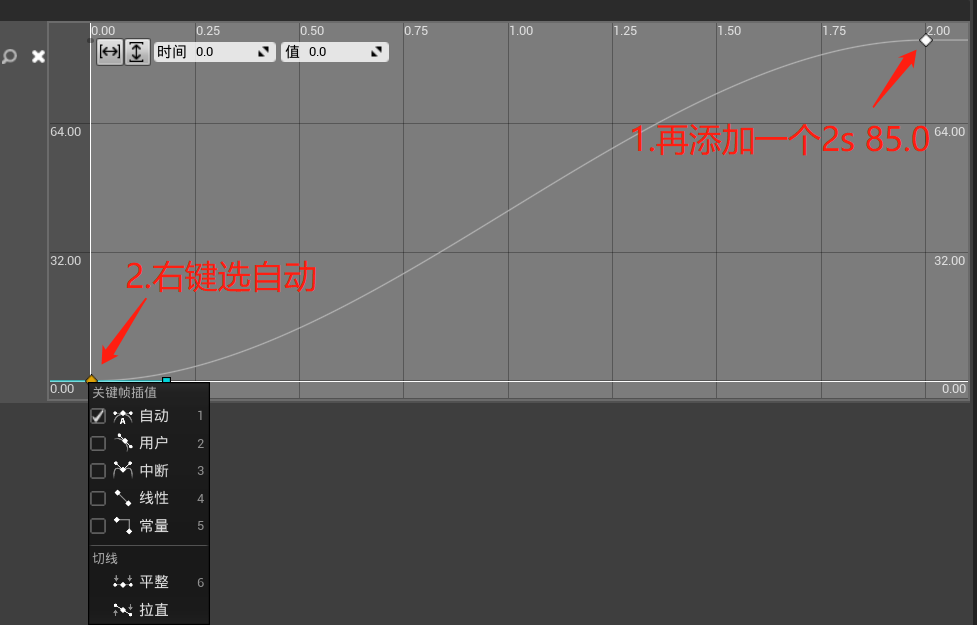 0.00 0.25 0.50 0.75 1.00 1.25 1.50 1.75 2.00
时间 0.0 值 0.0
64.00 1.再添加一个2s 85.0 64.00
32.00 32.00
2.右键选自动
0.00 0.00
关键帧插值
自动 1
用户 2
中断 3
线性 4
常量 5
切线
平整 6
拉直